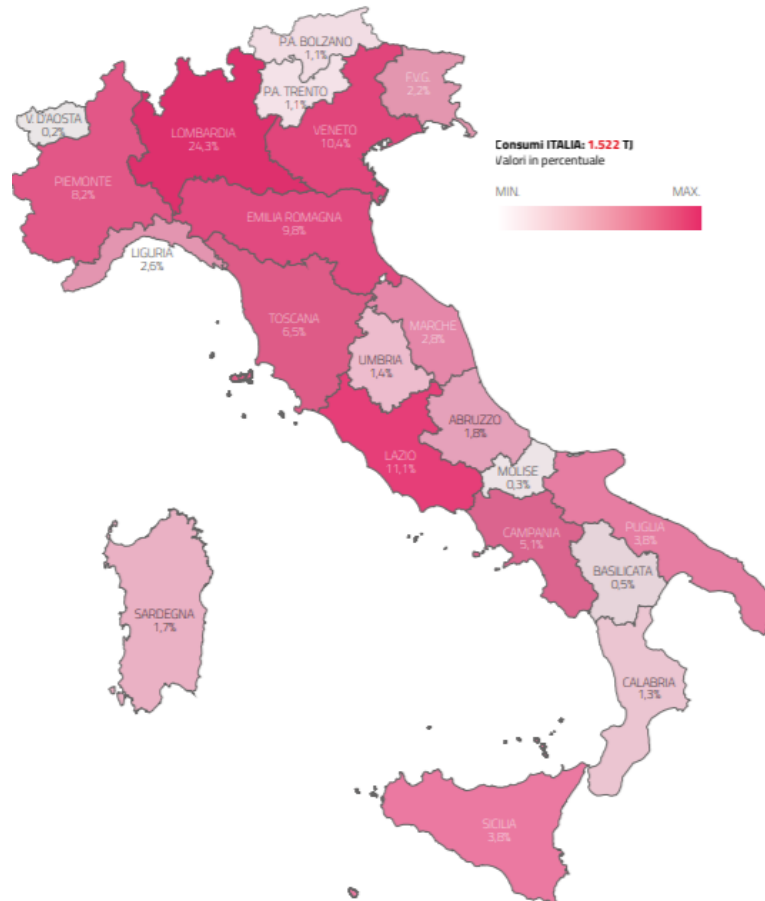 P.A. BOLZANO
1,1%
F.V.G.
2,2%
P.A. TRENTO
1,1%
V. D'AOSTA
0,2%
LOMBARDIA
24,3%
VENETO
10,4%
Consumi ITALIA: 1.522 TJ
Valori in percentuale
MIN.
MAX.
PIEMONTE
8,2%
EMILIA ROMAGNA
9,8%
LIGURIA
2,6%
TOSCANA
6,5%
MARCHE
2,8%
UMBRIA
1,4%
ABRUZZO
1,8%
LAZIO
11,1%
MOLISE
0,3%
CAMPANIA
5,1%
PUGLIA
3,8%
BASILICATA
0,5%
SARDEGNA
1,7%
CALABRIA
1,3%
SICILIA
3,8%